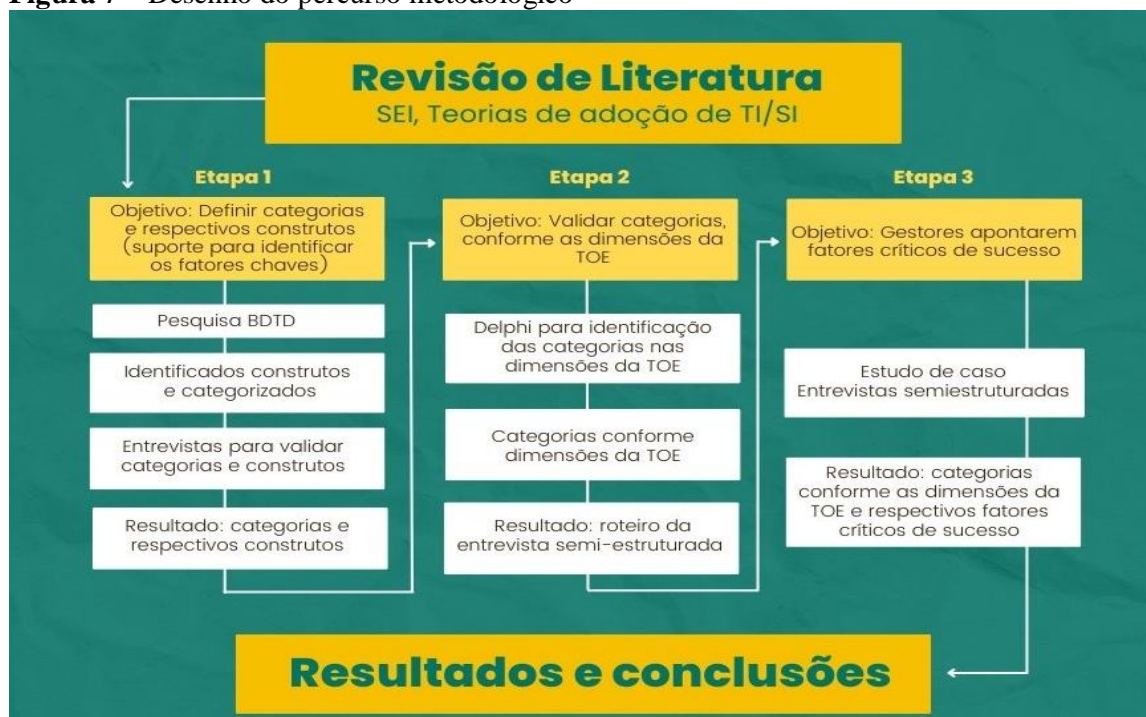 Figura 7 – Desenho do percurso metodológico
Revisão de Literatura
SEI, Teorias de adoção de TI/SI
Etapa 1
Objetivo: Definir categorias
e respectivos construtos
(suporte para identificar
os fatores chaves)
Pesquisa BDTD
Identificados construtos
e categorizados
Entrevistas para validar
categorias e construtos
Resultado: categorias e
respectivos construtos
Etapa 2
Objetivo: Validar categorias,
conforme as dimensões da
TOE
Delphi para identificação
das categorias nas
dimensões da TOE
Categorias conforme
dimensões da TOE
Resultado: roteiro da
entrevista semi-estruturada
Etapa 3
Objetivo: Gestores apontarem
fatores críticos de sucesso
Estudo de caso
Entrevistas semiestruturadas
Resultado: categorias
conforme as dimensões da
TOE e respectivos fatores
críticos de sucesso
Resultados e conclusões